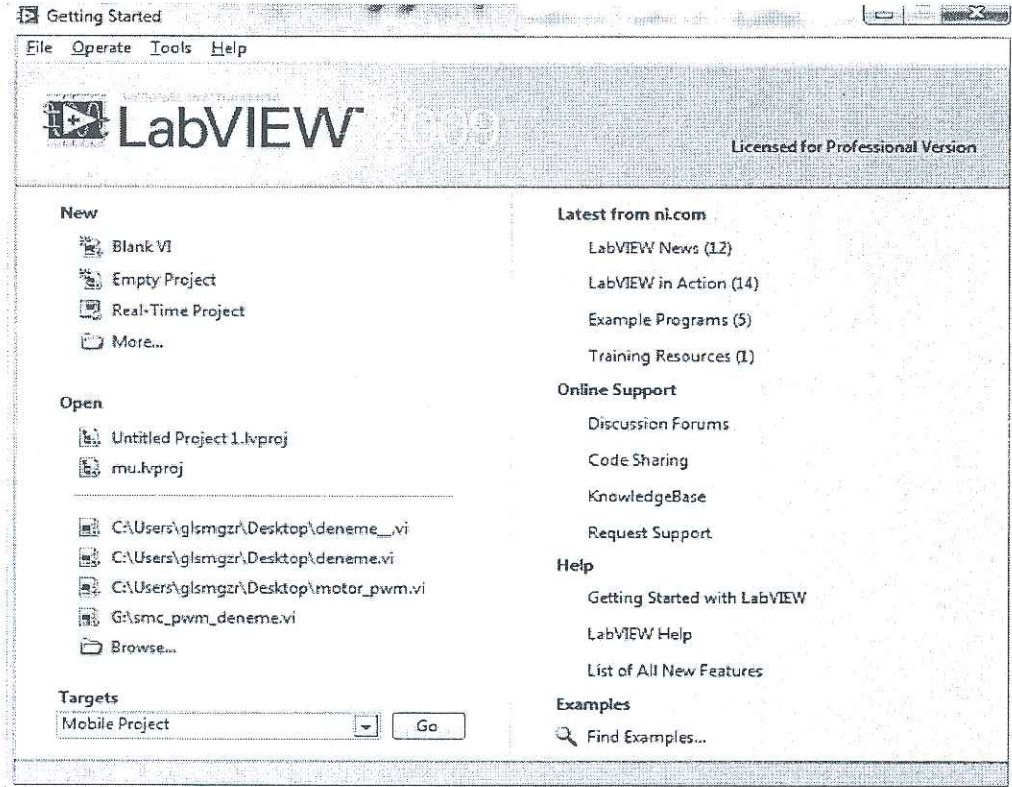 Getting Started
File Operate Tools Help
NATIONAL INSTRUMENTS
LabVIEW™ 2009
Licensed for Professional Version
New
Blank VI
Empty Project
Real-Time Project
More...
Open
Untitled Project 1.lvproj
mu.lvproj
C:\Users\glsmgzr\Desktop\deneme__.vi
C:\Users\glsmgzr\Desktop\deneme.vi
C:\Users\glsmgzr\Desktop\motor_pwm.vi
G:\smc_pwm_deneme.vi
Browse...
Targets
Mobile Project
Go
Latest from ni.com
LabVIEW News (12)
LabVIEW in Action (14)
Example Programs (5)
Training Resources (1)
Online Support
Discussion Forums
Code Sharing
KnowledgeBase
Request Support
Help
Getting Started with LabVIEW
LabVIEW Help
List of All New Features
Examples
Find Examples...